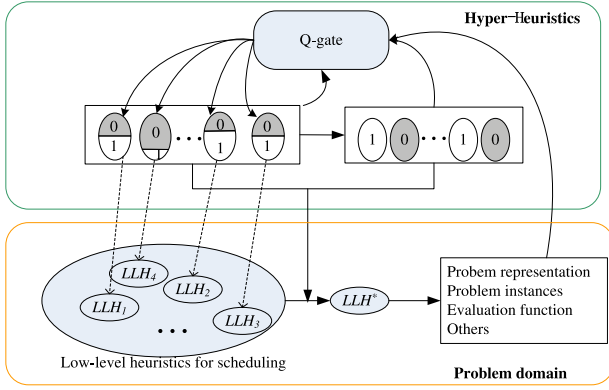 Hyper-Heuristics
Q-gate
0 0 0 0
1 1 ... 1 1
1 0 ... 1 0
LLH4
LLH2
LLH1
LLH3
...
LLH*
Probem representation
Problem instances
Evaluation function
Others
Low-level heuristics for scheduling
Problem domain